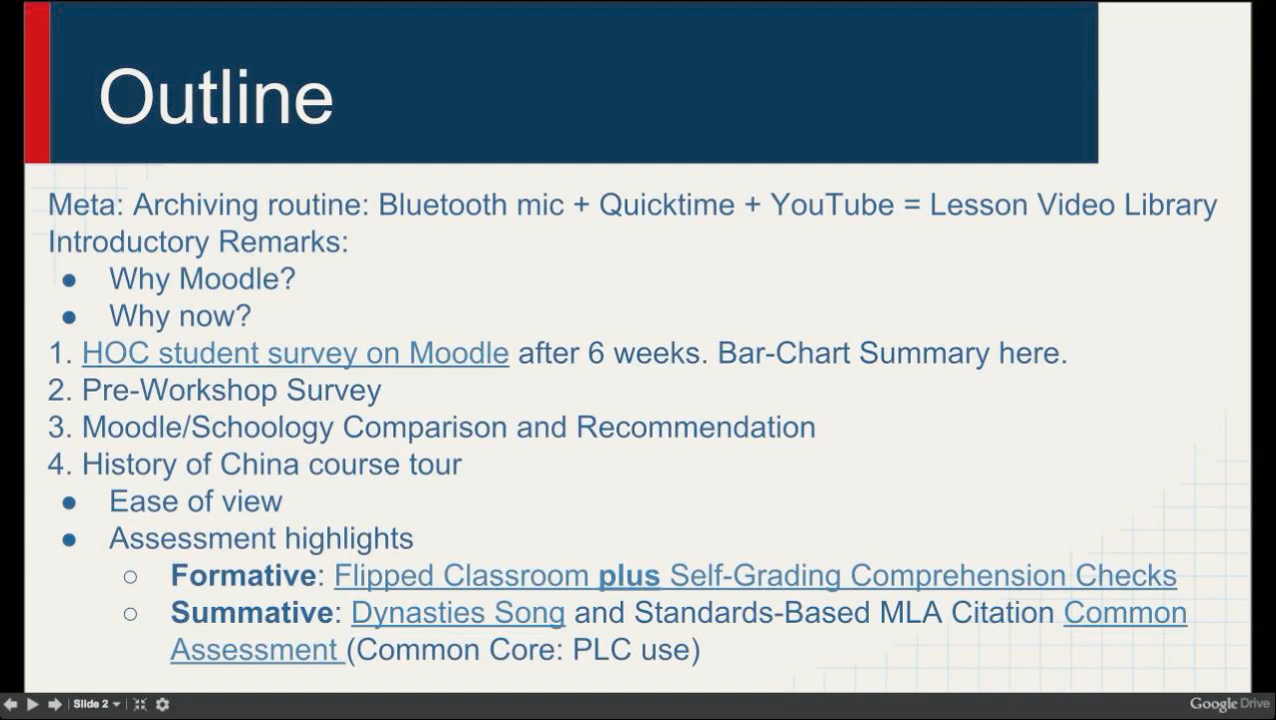 Outline
Meta: Archiving routine: Bluetooth mic + Quicktime + YouTube = Lesson Video Library
Introductory Remarks:
● Why Moodle?
● Why now?
1. HOC student survey on Moodle after 6 weeks. Bar-Chart Summary here.
2. Pre-Workshop Survey
3. Moodle/Schoology Comparison and Recommendation
4. History of China course tour
● Ease of view
● Assessment highlights
○ Formative: Flipped Classroom plus Self-Grading Comprehension Checks
○ Summative: Dynasties Song and Standards-Based MLA Citation Common
Assessment (Common Core: PLC use)
Slide 2
Google Drive